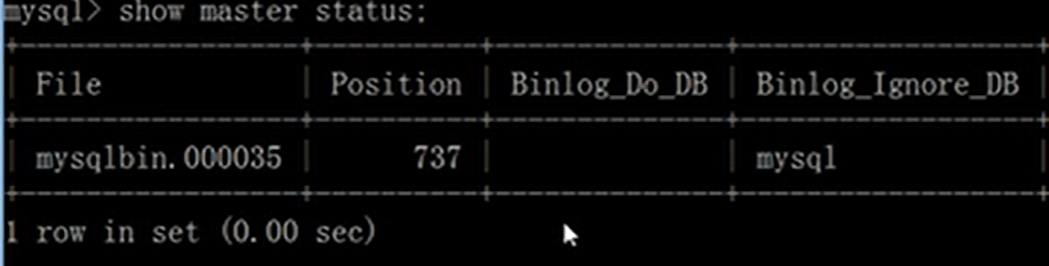 mysql> show master status;
File | Position | Binlog_Do_DB | Binlog_Ignore_DB |
mysqlbin.000035 | 737 | | mysql |
1 row in set (0.00 sec)